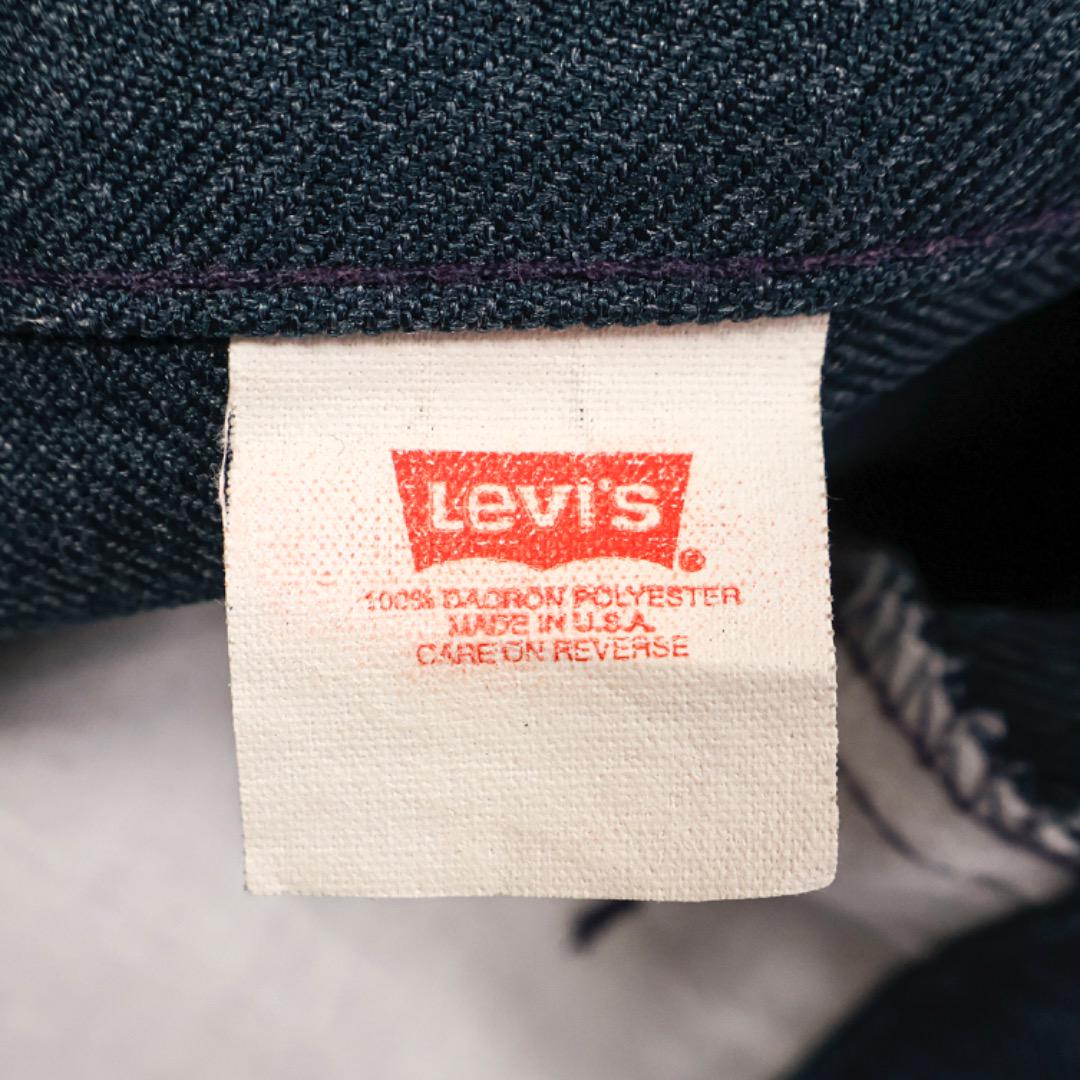 Levi's ®
100% DACRON POLYESTER
MADE IN U.S.A.
CARE ON REVERSE